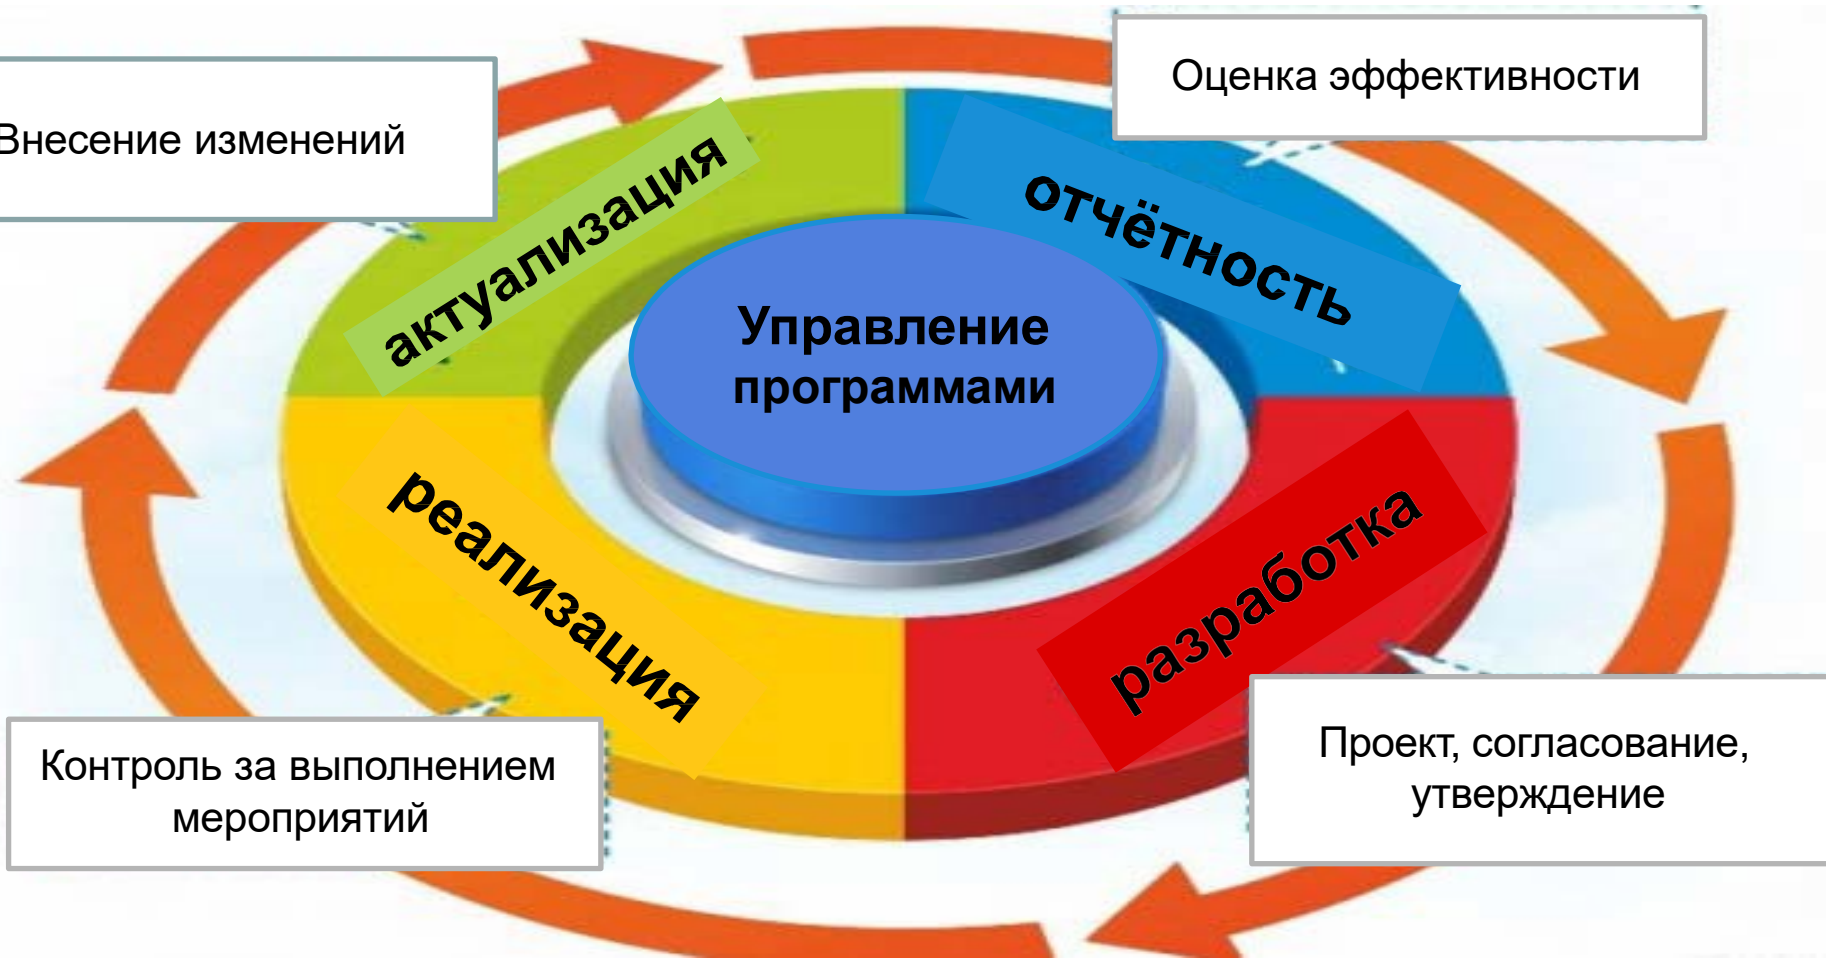 Оценка эффективности
Внесение изменений
актуализация
отчётность
Управление
программами
реализация
разработка
Контроль за выполнением
мероприятий
Проект, согласование,
утверждение